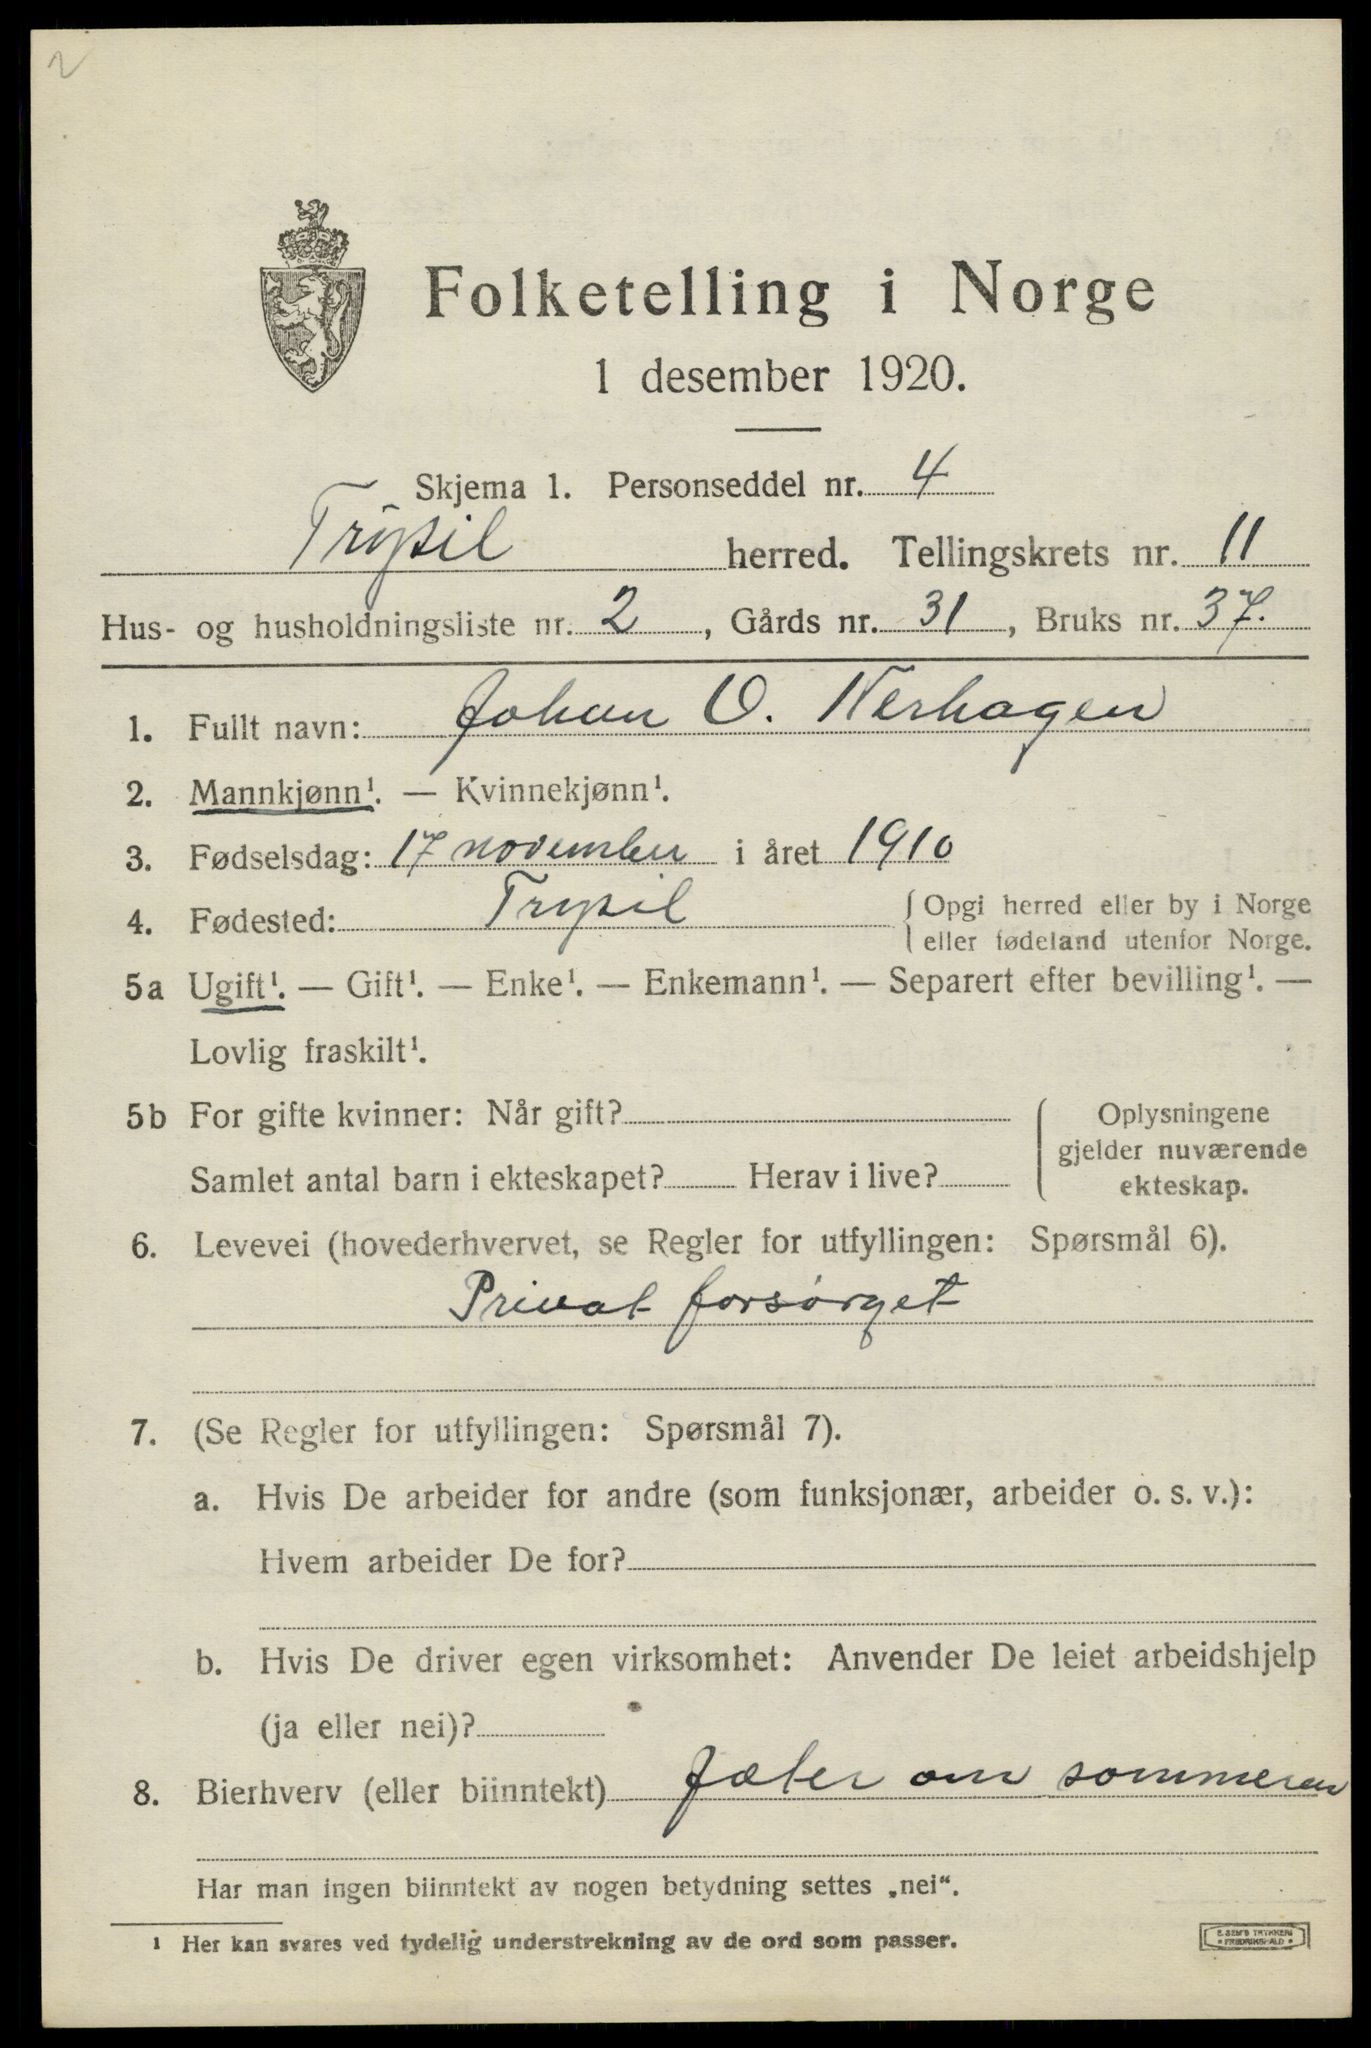 2
Folketelling i Norge
1 desember 1920.
Skjema 1. Personseddel nr. 4
Trysil herred. Tellingskrets nr. 11
Hus- og husholdningsliste nr. 2, Gårds nr. 31, Bruks nr. 37.
1. Fullt navn: Johan O. Nerhagen
2. Mannkjønn¹. — Kvinnekjønn¹.
3. Fødselsdag: 17 november i året 1910
4. Fødested: Trysil { Opgi herred eller by i Norge
eller fødeland utenfor Norge.
5a Ugift¹. — Gift¹. — Enke¹. — Enkemann¹. — Separert efter bevilling¹. —
Lovlig fraskilt¹.
5b For gifte kvinner: Når gift?
Samlet antal barn i ekteskapet? Herav i live?
Oplysningene
gjelder nuværende
ekteskap.
6. Levevei (hovederhvervet, se Regler for utfyllingen: Spørsmål 6).
Privat forsørget
7. (Se Regler for utfyllingen: Spørsmål 7).
a. Hvis De arbeider for andre (som funksjonær, arbeider o. s. v.):
Hvem arbeider De for?
b. Hvis De driver egen virksomhet: Anvender De leiet arbeidshjelp
(ja eller nei)?
8. Bierhverv (eller biinntekt) Jæter om sommeren
Har man ingen biinntekt av nogen betydning settes „nei“.
¹ Her kan svares ved tydelig understrekning av de ord som passer.
E. SEM'S TRYKKERI
FREDRIKSHALD